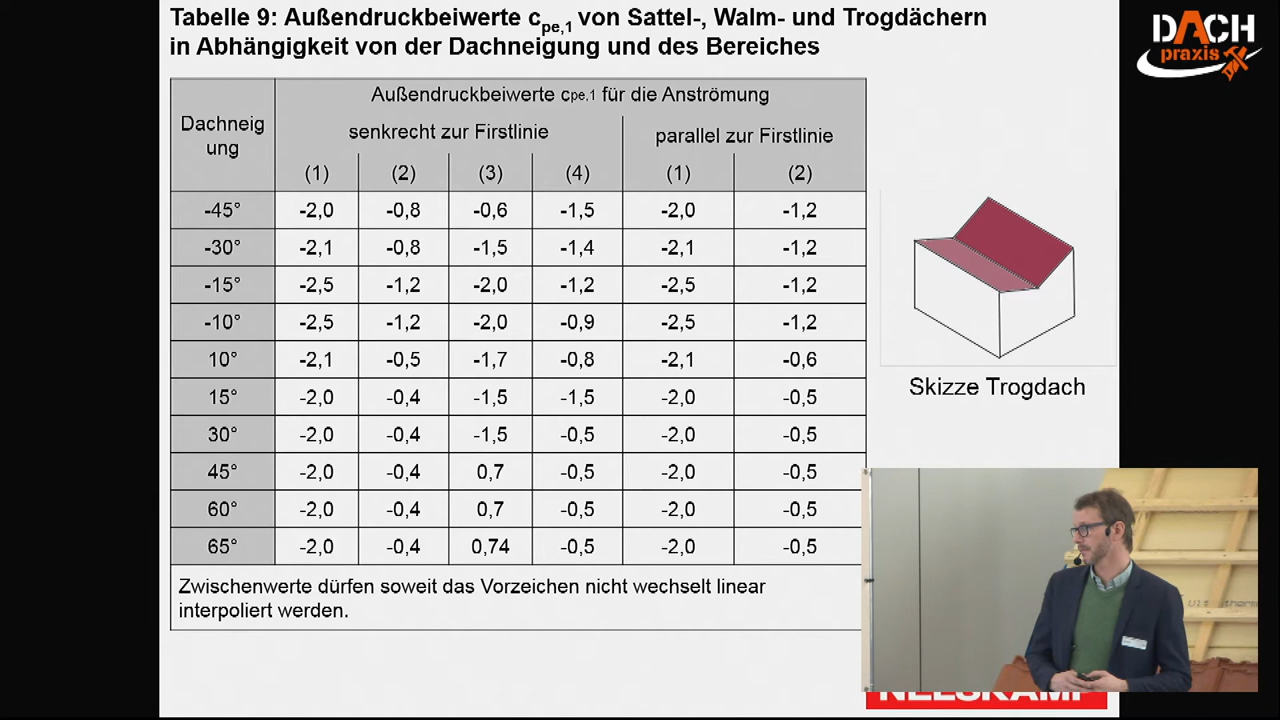 Tabelle 9: Außendruckbeiwerte cpe,1 von Sattel-, Walm- und Trogdächern
in Abhängigkeit von der Dachneigung und des Bereiches
DACH
praxis
Dachneig
ung
Außendruckbeiwerte cpe,1 für die Anströmung
senkrecht zur Firstlinie parallel zur Firstlinie
(1) (2) (3) (4) (1) (2)
-45° -2,0 -0,8 -0,6 -1,5 -2,0 -1,2
-30° -2,1 -0,8 -1,5 -1,4 -2,1 -1,2
-15° -2,5 -1,2 -2,0 -1,2 -2,5 -1,2
-10° -2,5 -1,2 -2,0 -0,9 -2,5 -1,2
10° -2,1 -0,5 -1,7 -0,8 -2,1 -0,6
15° -2,0 -0,4 -1,5 -1,5 -2,0 -0,5
30° -2,0 -0,4 -1,5 -0,5 -2,0 -0,5
45° -2,0 -0,4 0,7 -0,5 -2,0 -0,5
60° -2,0 -0,4 0,7 -0,5 -2,0 -0,5
65° -2,0 -0,4 0,74 -0,5 -2,0 -0,5
Zwischenwerte dürfen soweit das Vorzeichen nicht wechselt linear
interpoliert werden.
Skizze Trogdach
NELSKAMP